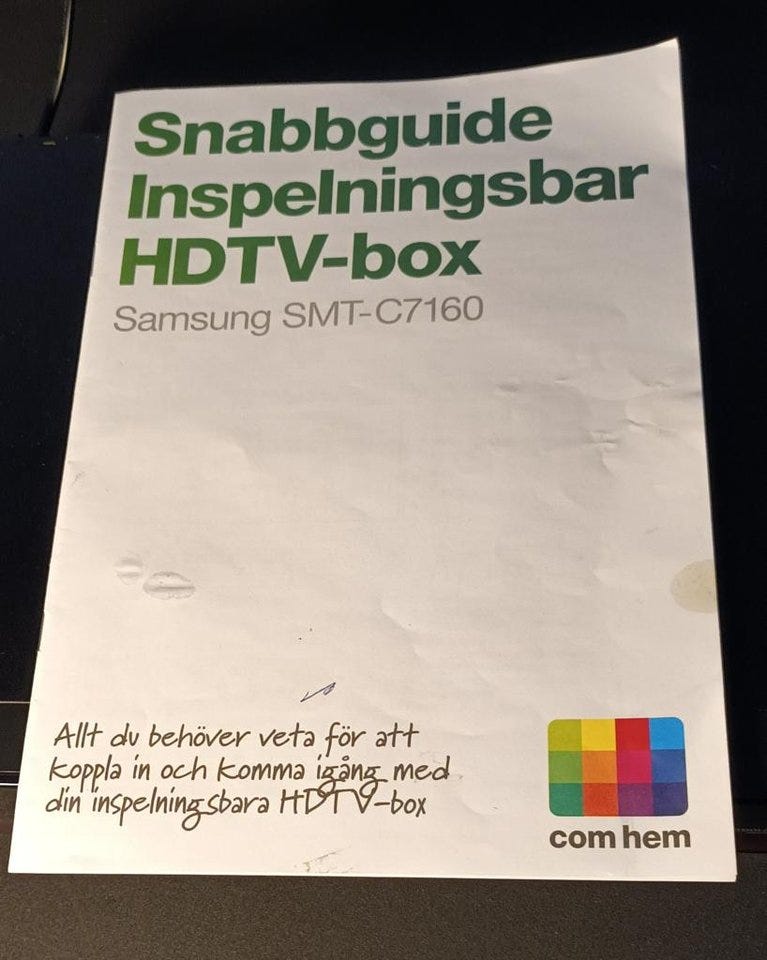 Snabbguide
Inspelningsbar
HDTV-box
Samsung SMT-C7160
Allt du behöver veta för att
koppla in och komma igång med
din inspelningsbara HDTV-box
com hem